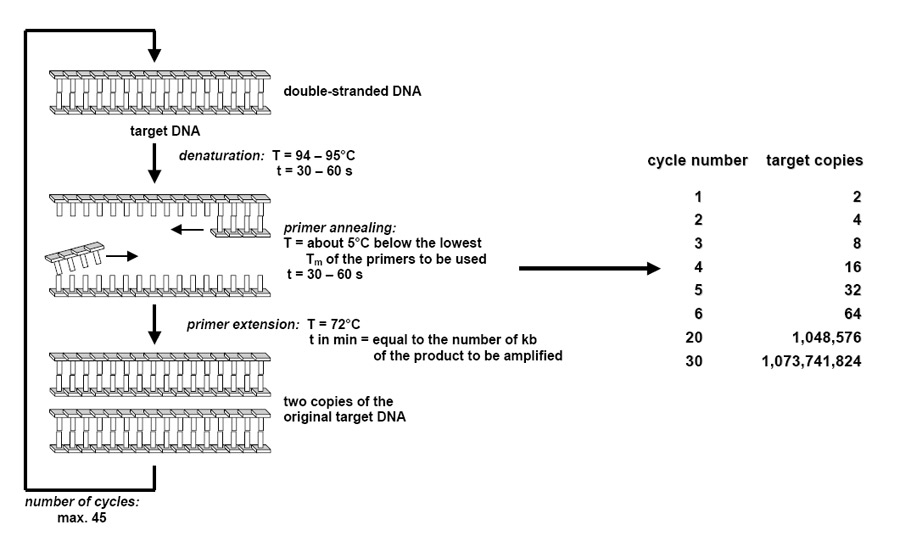 double-stranded DNA
target DNA
denaturation: T = 94 – 95°C
t = 30 – 60 s
primer annealing:
T = about 5°C below the lowest
Tm of the primers to be used
t = 30 – 60 s
primer extension: T = 72°C
t in min = equal to the number of kb
of the product to be amplified
two copies of the
original target DNA
number of cycles:
max. 45
cycle number target copies
1 2
2 4
3 8
4 16
5 32
6 64
20 1,048,576
30 1,073,741,824